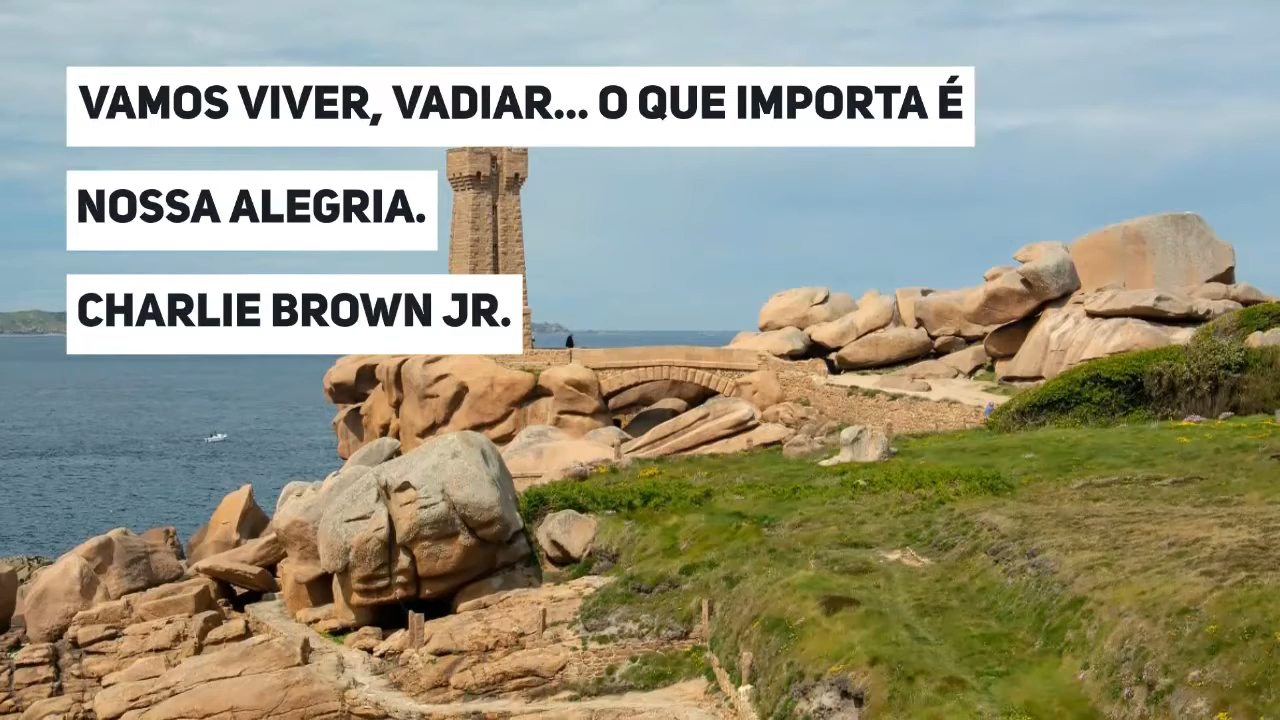 VAMOS VIVER, VADIAR... O QUE IMPORTA É
NOSSA ALEGRIA.
CHARLIE BROWN JR.